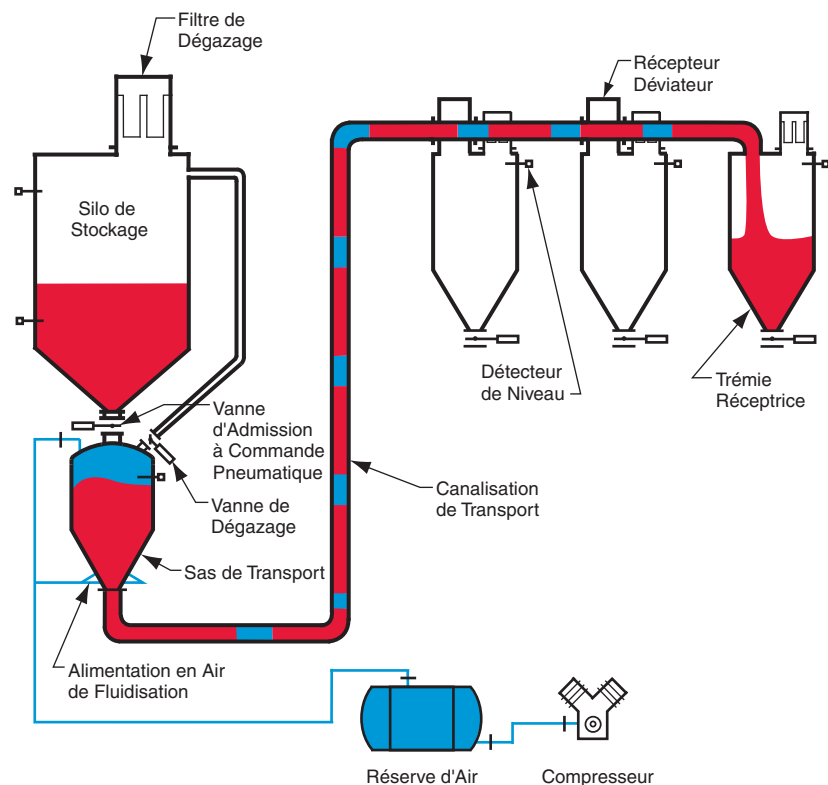 Filtre de
Dégazage
Récepteur
Déviateur
Silo de
Stockage
Détecteur
de Niveau
Trémie
Réceptrice
Vanne
d'Admission
à Commande
Pneumatique
Canalisation
de Transport
Vanne de
Dégazage
Sas de Transport
Alimentation en Air
de Fluidisation
Réserve d'Air
Compresseur